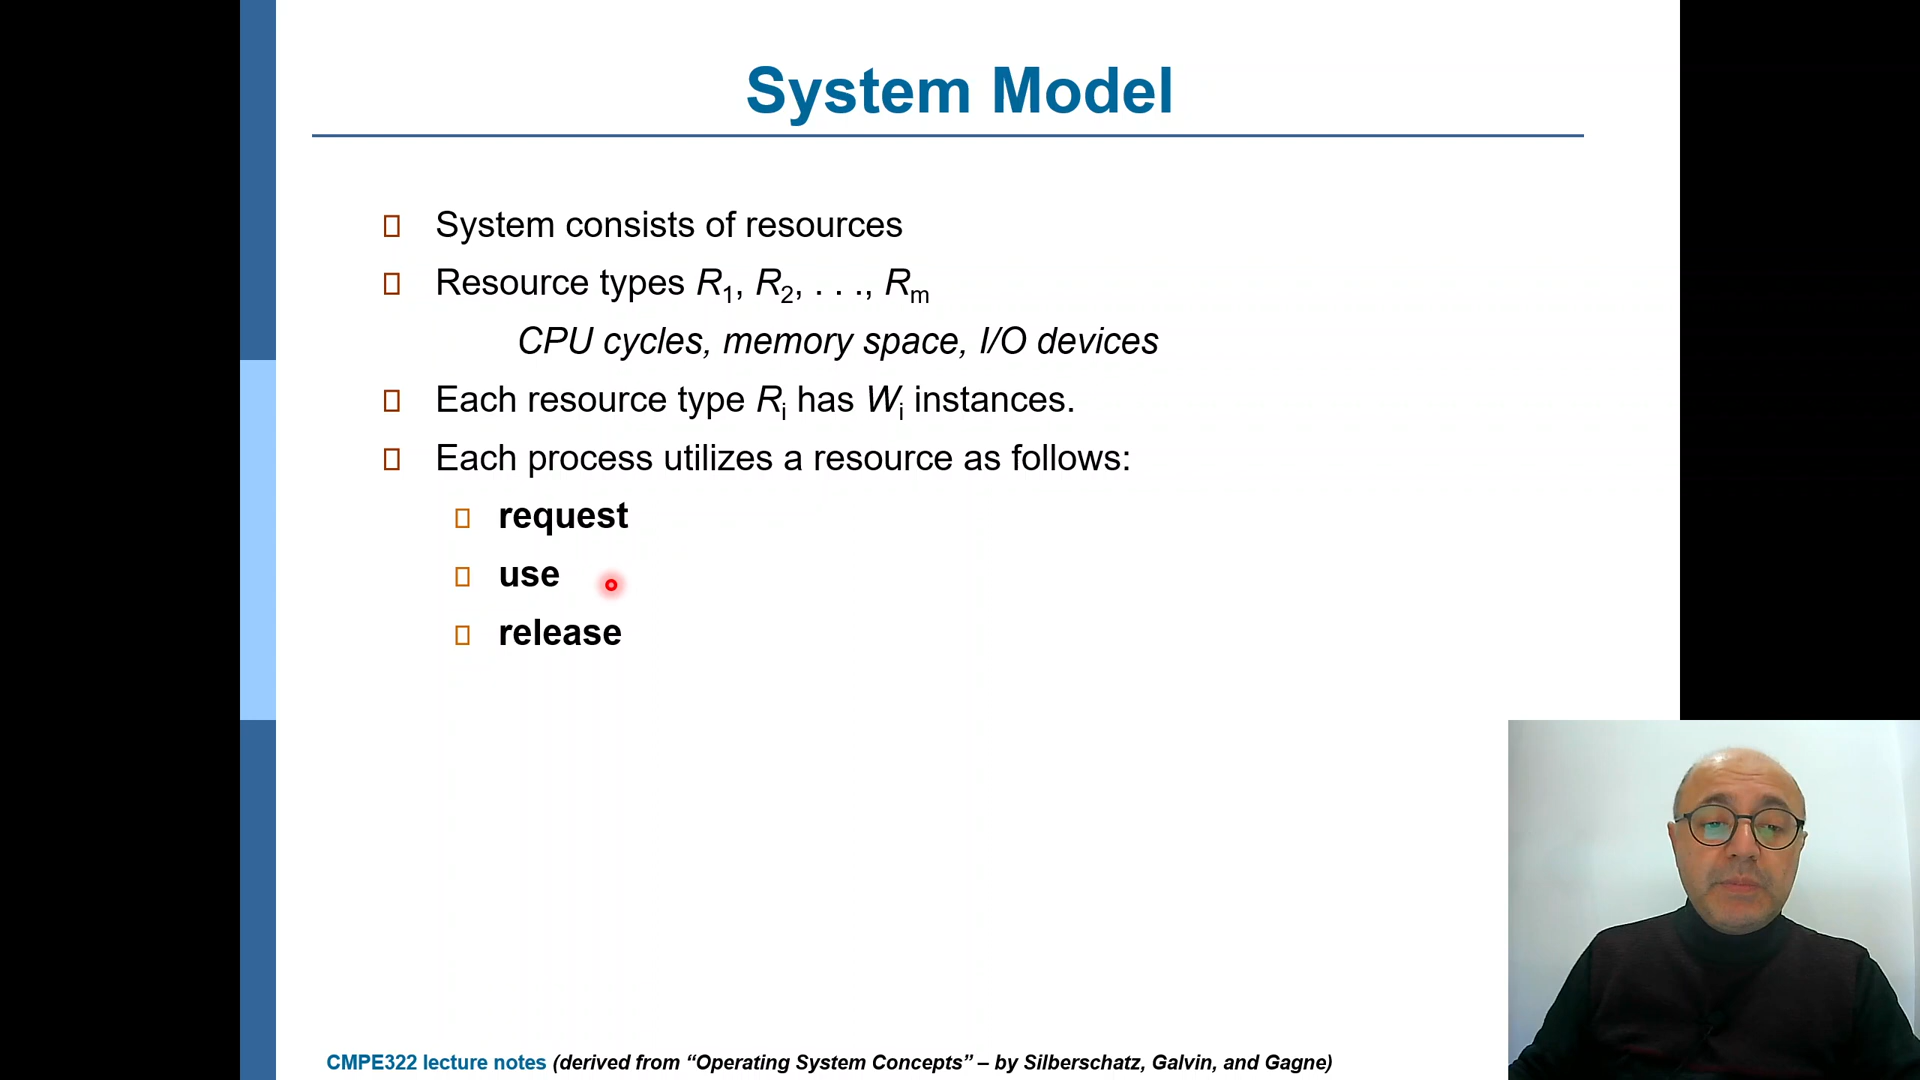 System Model
System consists of resources
Resource types R1, R2, . . ., Rm
CPU cycles, memory space, I/O devices
Each resource type Ri has Wi instances.
Each process utilizes a resource as follows:
request
use
release
CMPE322 lecture notes (derived from “Operating System Concepts” – by Silberschatz, Galvin, and Gagne)